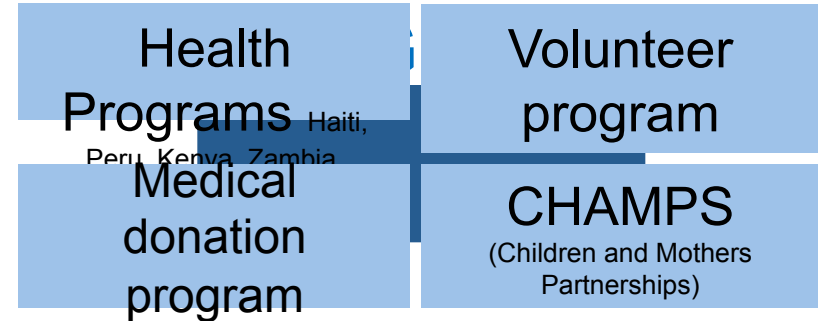 Health
Programs Haiti,
Peru, Kenya, Zambia
Volunteer
program
Medical
donation
program
CHAMPS
(Children and Mothers
Partnerships)